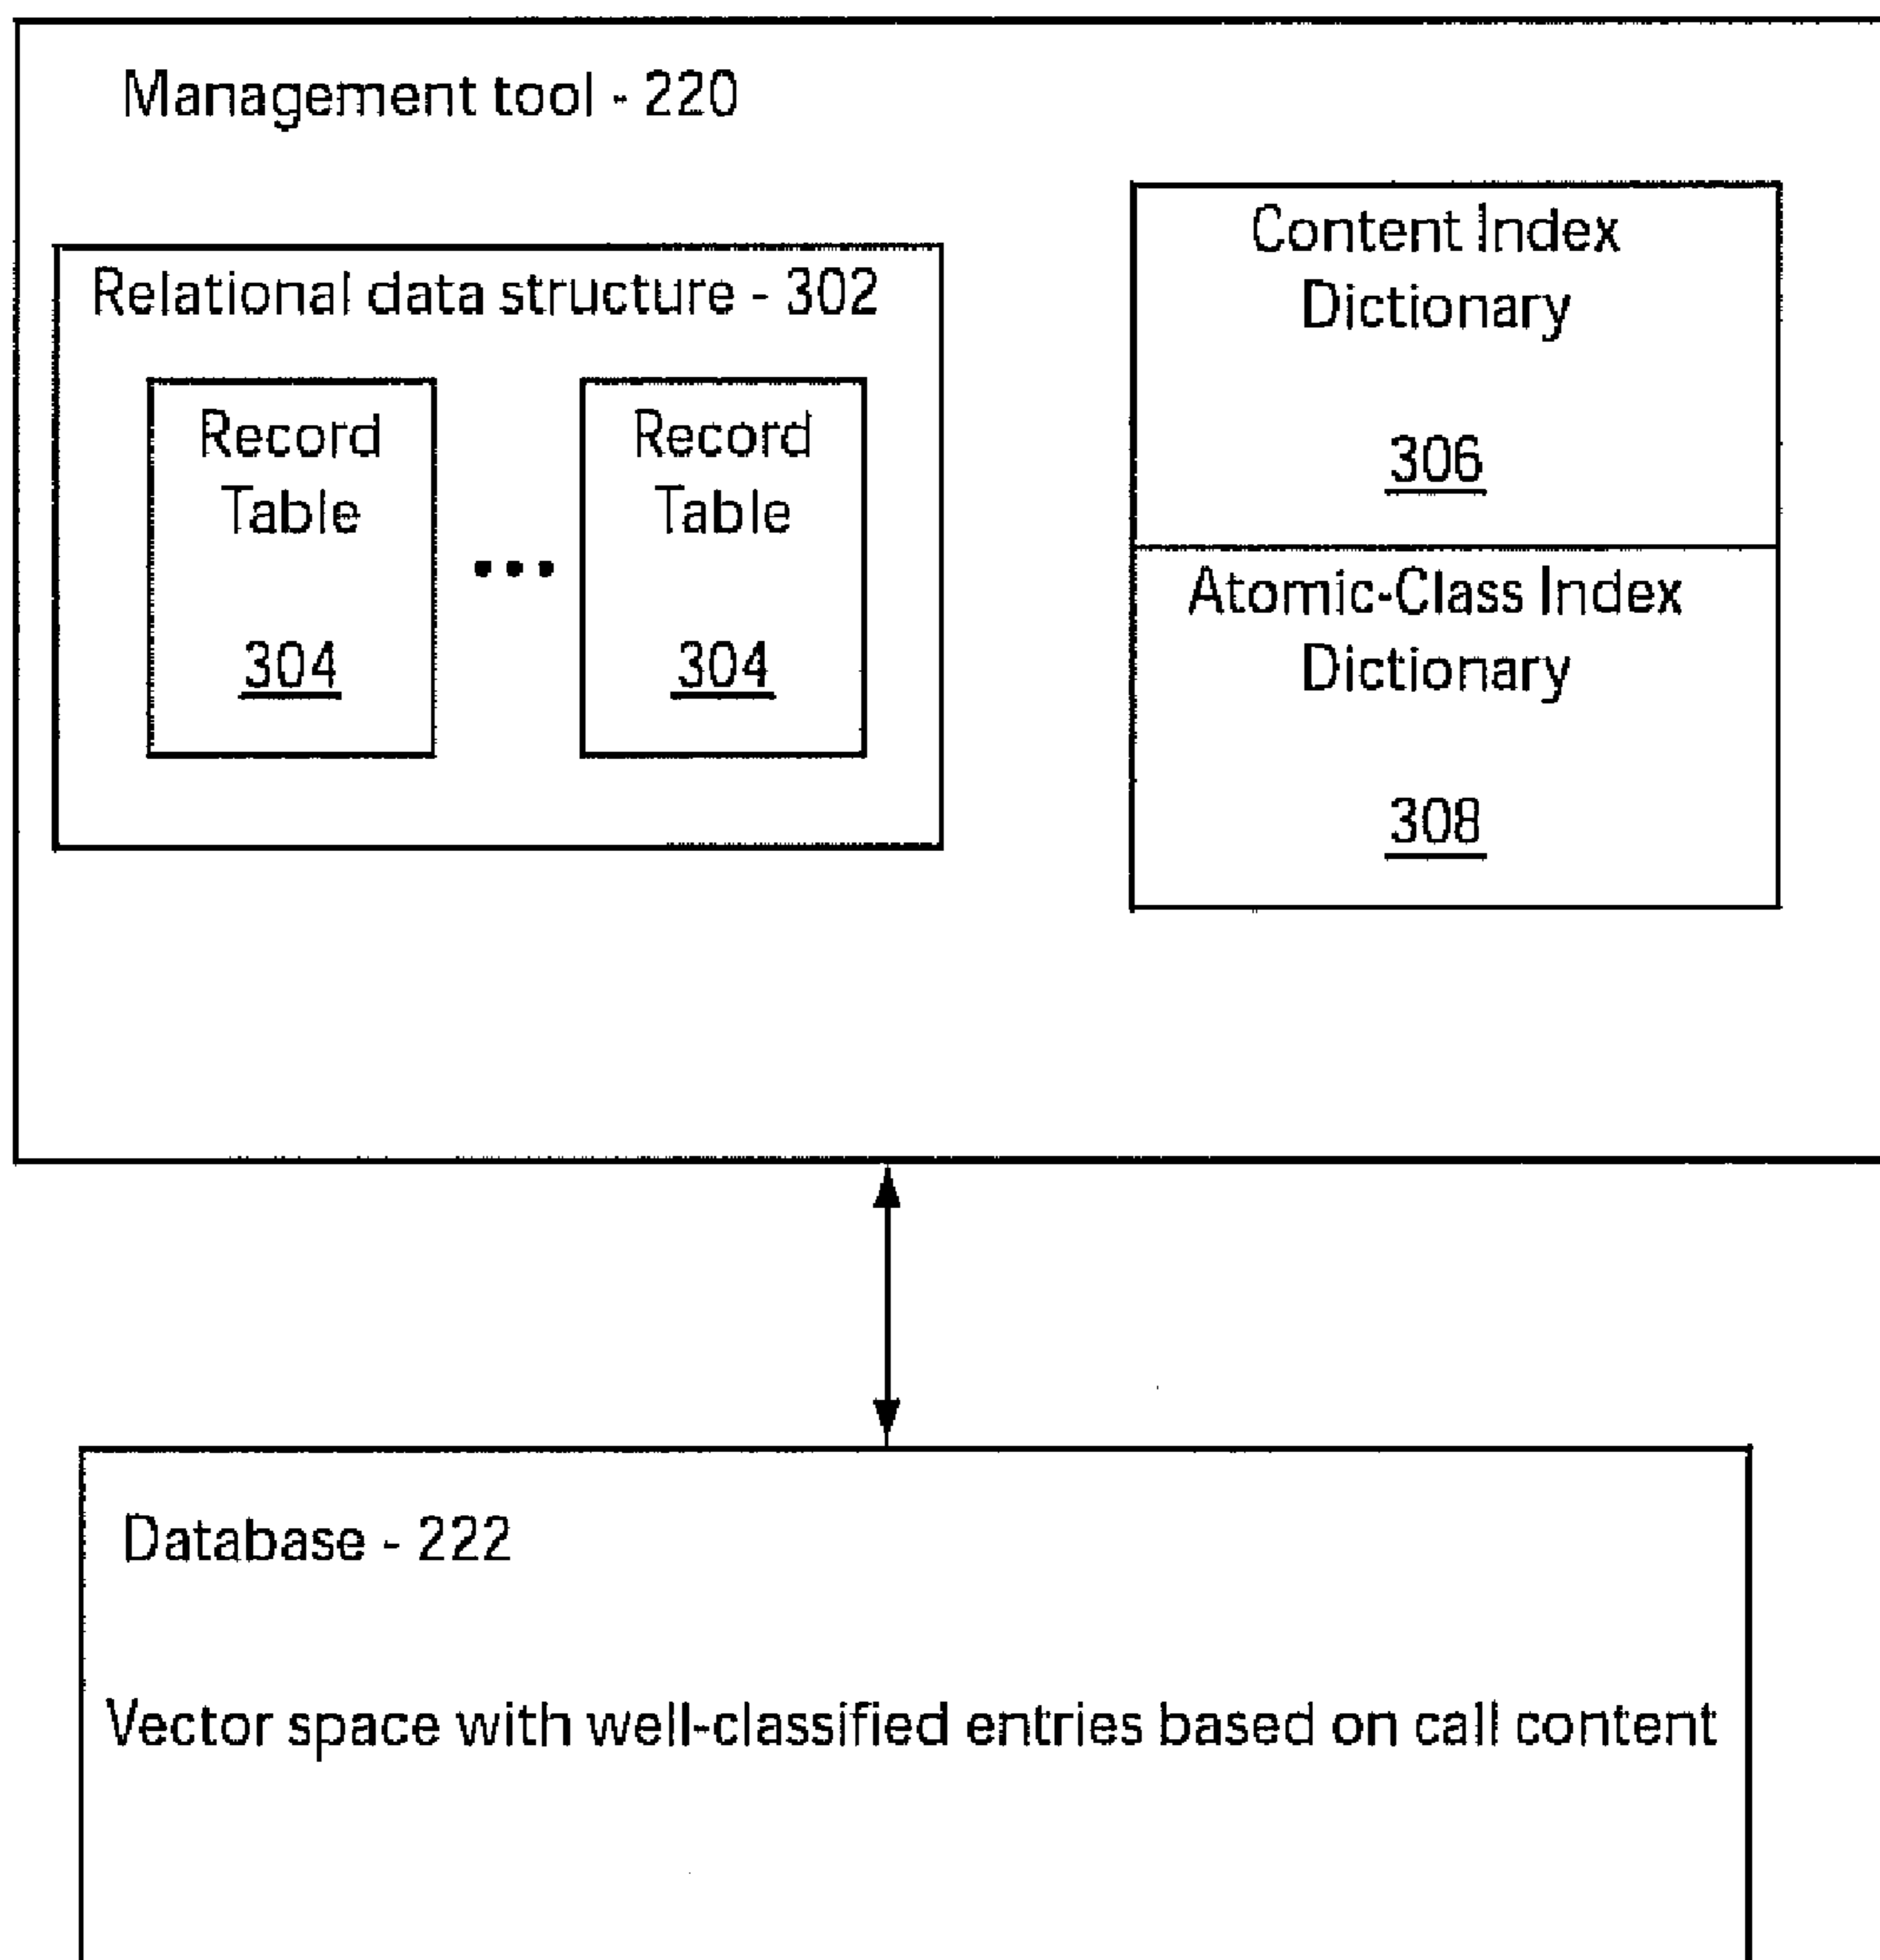 Management tool - 220
Relational data structure - 302
Record
Table
304
Record
Table
304
Content Index
Dictionary
306
Atomic-Class Index
Dictionary
308
Database - 222
Vector space with well-classified entries based on call content